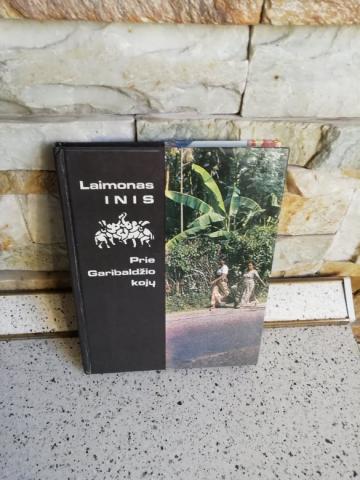 Laimonas
INIS
Prie
Garibaldžio
kojų